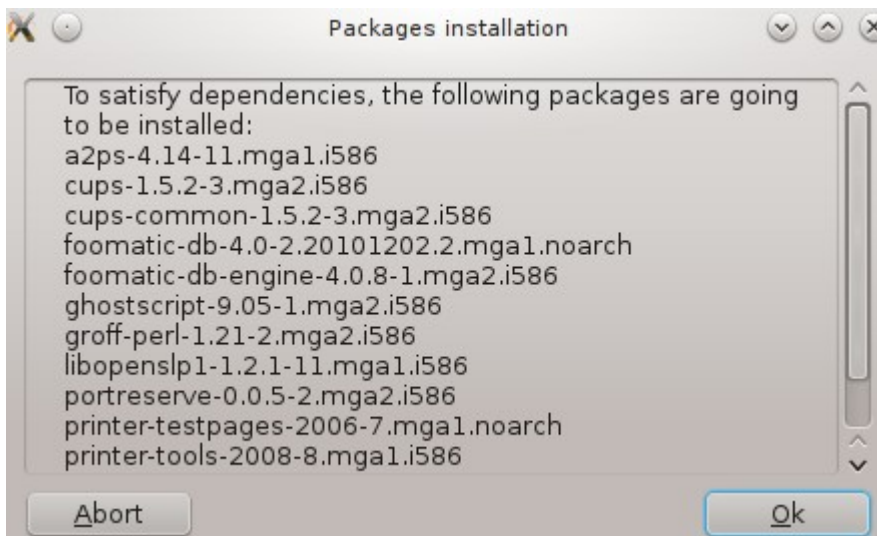 Packages installation
To satisfy dependencies, the following packages are going
to be installed:
a2ps-4.14-11.mga1.i586
cups-1.5.2-3.mga2.i586
cups-common-1.5.2-3.mga2.i586
foomatic-db-4.0-2.20101202.2.mga1.noarch
foomatic-db-engine-4.0.8-1.mga2.i586
ghostscript-9.05-1.mga2.i586
groff-perl-1.21-2.mga2.i586
libopenslp1-1.2.1-11.mga1.i586
portreserve-0.0.5-2.mga2.i586
printer-testpages-2006-7.mga1.noarch
printer-tools-2008-8.mga1.i586
Abort
Ok